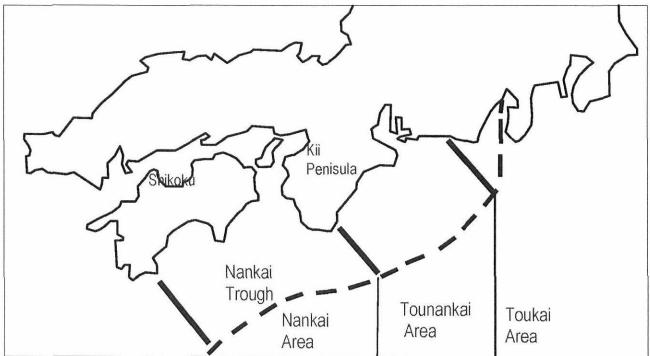 Kii
Penisula
Shikoku
Nankai
Trough
Nankai
Area
Tounankai
Area
Toukai
Area